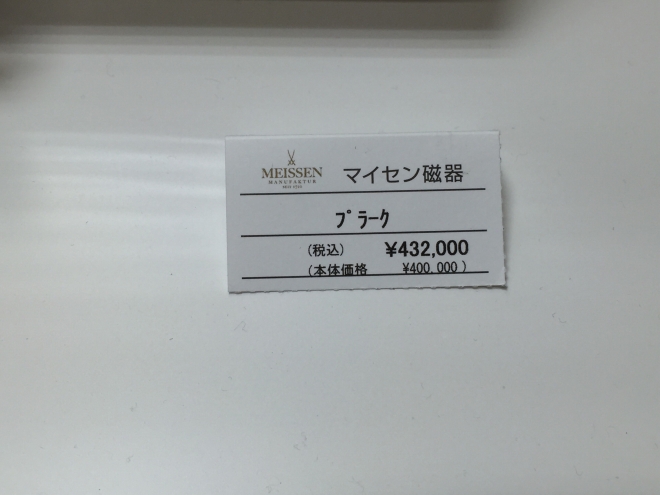 MEISSEN
MANUFAKTUR
マイセン磁器
プラーク
(税込) ¥432,000
(本体価格 ¥400,000)